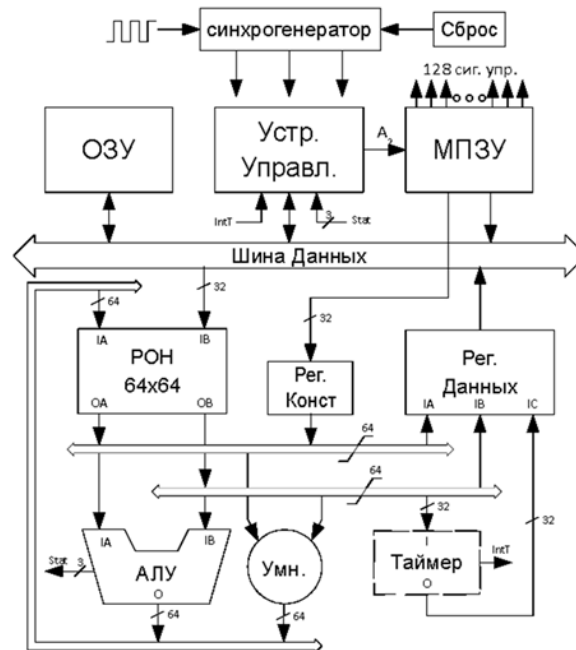 синхрогенератор
Сброс
128 сиг. упр.
ОЗУ
Устр.
Управл.
A2
МПЗУ
IntT
3
Stat
Шина Данных
64
32
32
IA
IB
РОН
64x64
OA
OB
Рег.
Конст
Рег.
Данных
IA
IB
IC
64
64
32
32
IA
IB
АЛУ
O
Stat
3
Умн.
I
Таймер
O
IntT
64
64